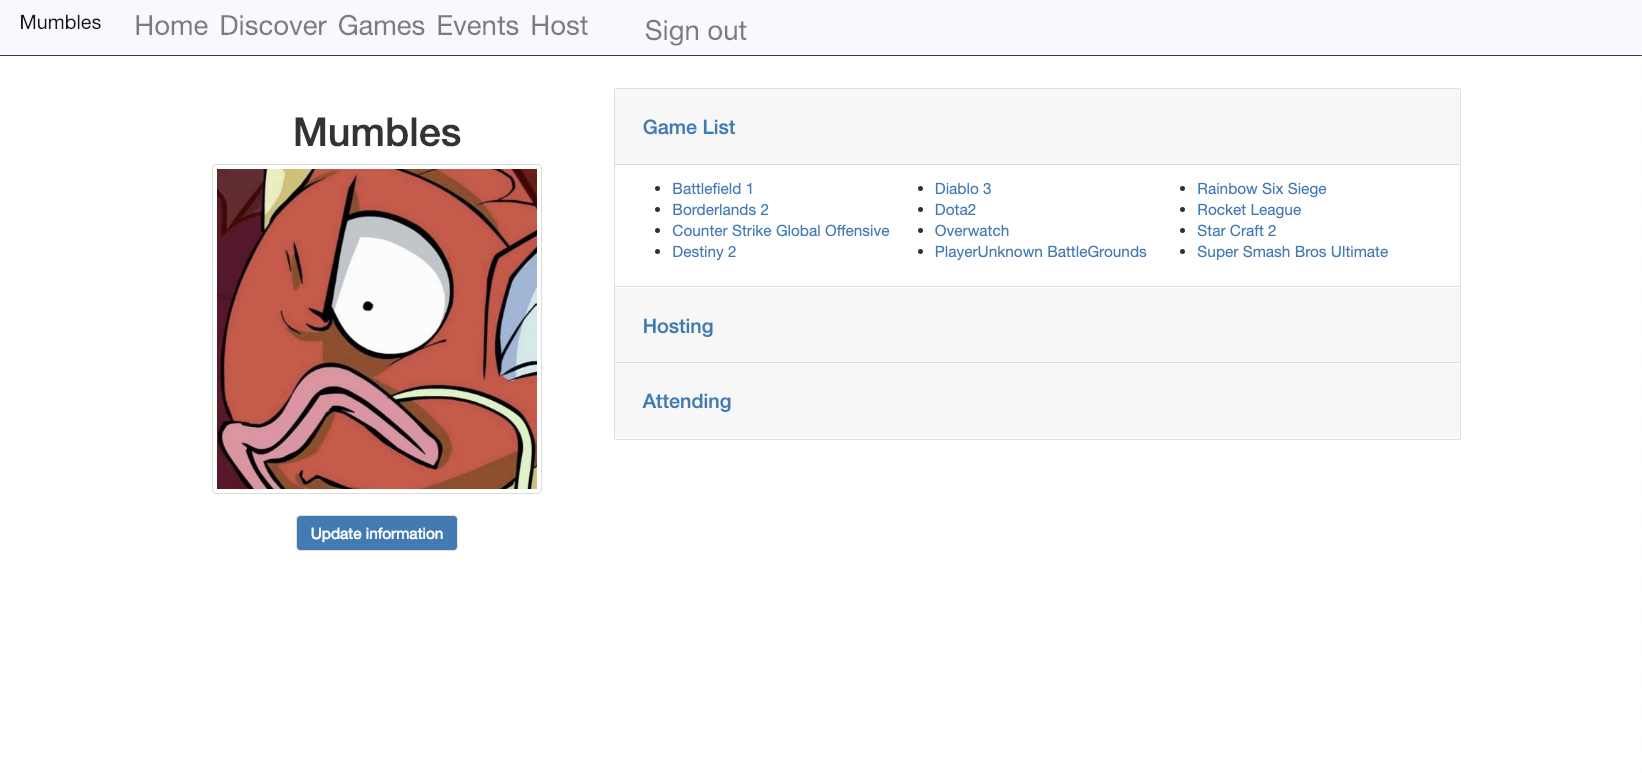 Mumbles Home Discover Games Events Host Sign out
Mumbles
Update information
Game List
Battlefield 1
Borderlands 2
Counter Strike Global Offensive
Destiny 2
Diablo 3
Dota2
Overwatch
PlayerUnknown BattleGrounds
Rainbow Six Siege
Rocket League
Star Craft 2
Super Smash Bros Ultimate
Hosting
Attending